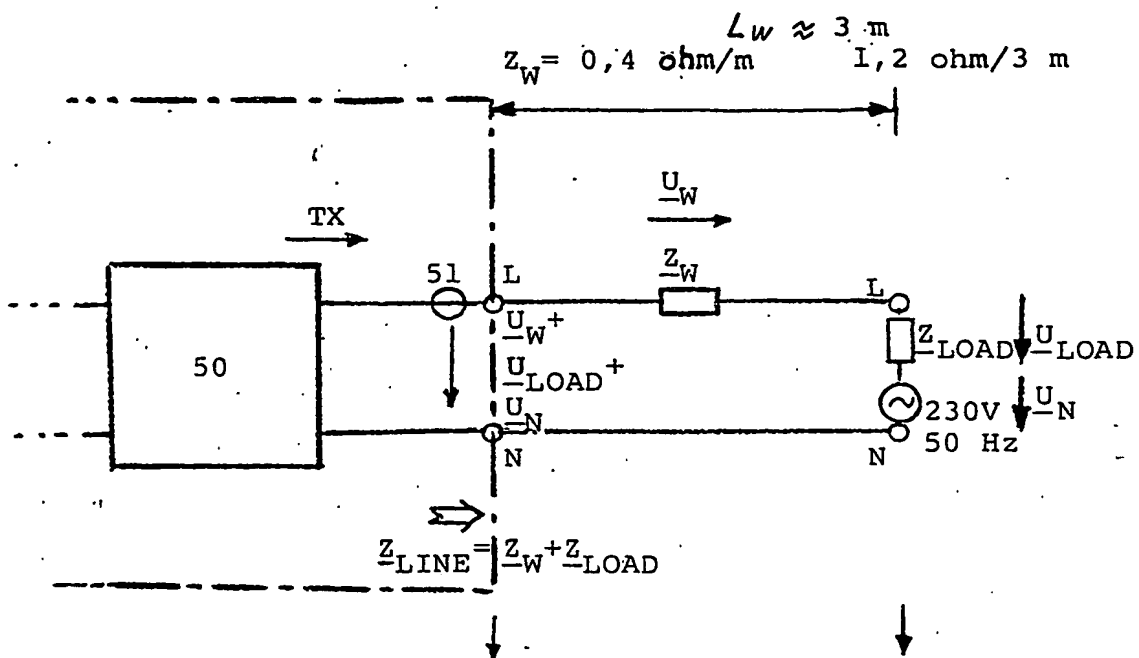 L_W ≈ 3 m
Z_W = 0,4 ohm/m I,2 ohm/3 m
U_W
TX
Z_W
51
L
L
50
U_W+
U_LOAD+
U_N
N
Z_LOAD
U_LOAD
230V
50 Hz
U_N
N
Z_LINE = Z_W+Z_LOAD